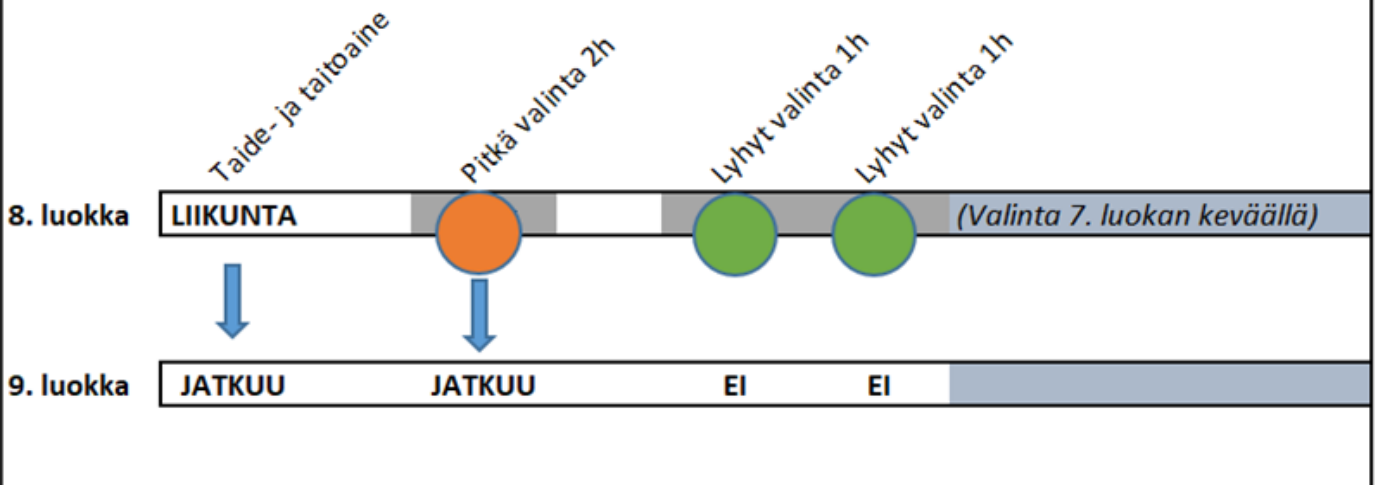 Taide- ja taitoaine
Pitkä valinta 2h
Lyhyt valinta 1h
Lyhyt valinta 1h
8. luokka
LIIKUNTA
(Valinta 7. luokan keväällä)
9. luokka
JATKUU
JATKUU
EI
EI